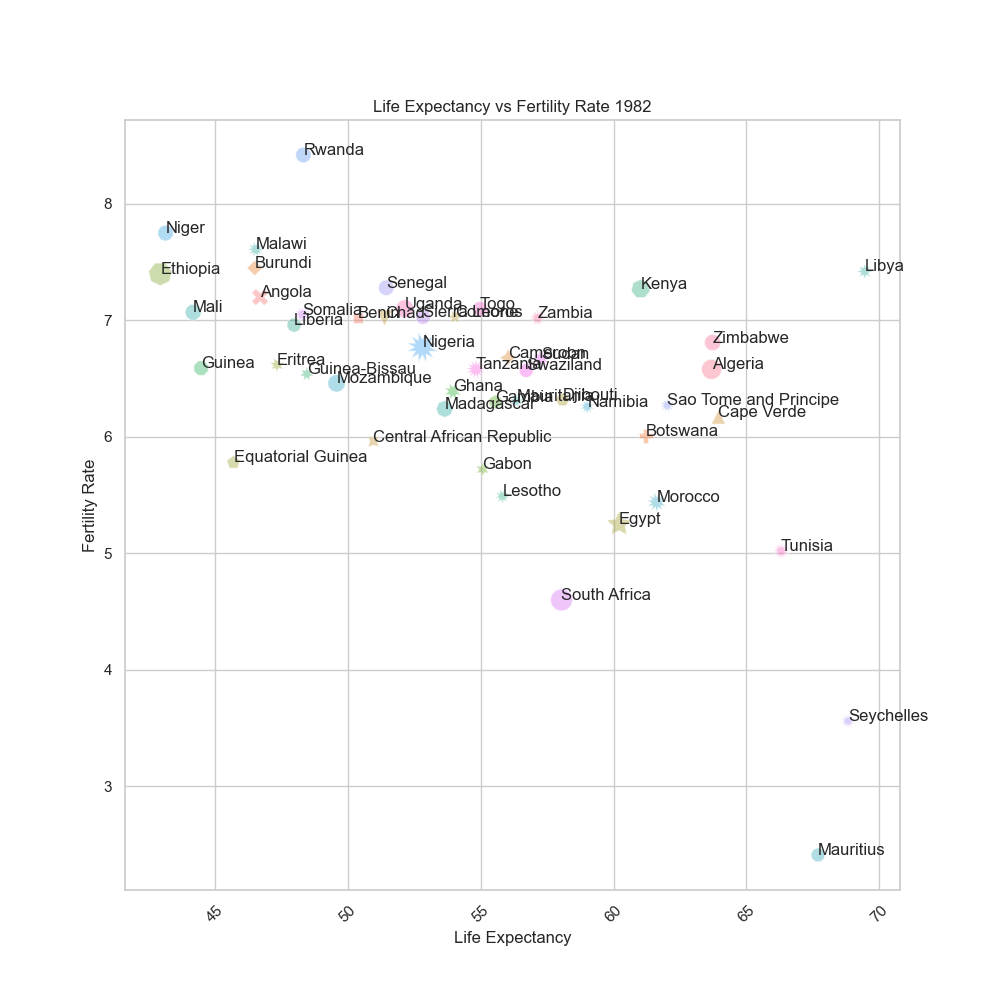 Life Expectancy vs Fertility Rate 1982
Rwanda
8
Niger
Malawi
Burundi
Ethiopia
Libya
Angola
Senegal
Kenya
Mali
Somalia
Benin
Chad
Uganda
Sierra Leone
Comoros
Togo
Zambia
Liberia
7
Nigeria
Zimbabwe
Cameroon
Sudan
Guinea
Eritrea
Guinea-Bissau
Mozambique
Tanzania
Swaziland
Algeria
Ghana
Gambia
Mauritania
Djibouti
Namibia
Sao Tome and Principe
Madagascar
Cape Verde
6
Central African Republic
Botswana
Equatorial Guinea
Gabon
Lesotho
Morocco
Egypt
5
Tunisia
South Africa
4
Seychelles
3
Mauritius
Fertility Rate
45
50
55
60
65
70
Life Expectancy